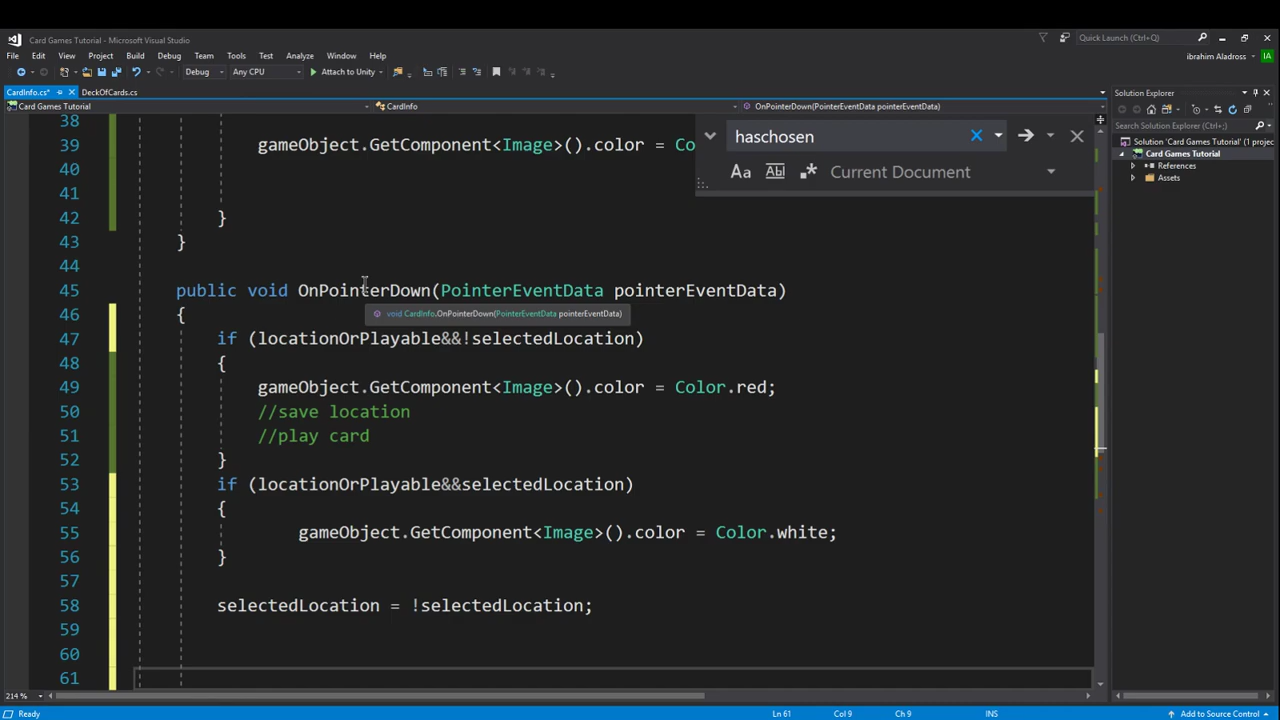 Card Games Tutorial - Microsoft Visual Studio
Quick Launch (Ctrl+Q)
File Edit View Project Build Debug Team Tools Test Analyze Window Help
ibrahim Aladross IA
Debug Any CPU Attach to Unity
CardInfo.cs* DeckOfCards.cs
Solution Explorer
Card Games Tutorial CardInfo OnPointerDown(PointerEventData pointerEventData)
Search Solution Explorer (Ctrl+;)
Solution 'Card Games Tutorial' (1 projec
Card Games Tutorial
References
Assets
haschosen
Aa Abl Current Document
38
39 gameObject.GetComponent<Image>().color = Co
40
41
42 }
43 }
44
45 public void OnPointerDown(PointerEventData pointerEventData)
46 {
void CardInfo.OnPointerDown(PointerEventData pointerEventData)
47 if (locationOrPlayable&&!selectedLocation)
48 {
49 gameObject.GetComponent<Image>().color = Color.red;
50 //save location
51 //play card
52 }
53 if (locationOrPlayable&&selectedLocation)
54 {
55 gameObject.GetComponent<Image>().color = Color.white;
56 }
57
58 selectedLocation = !selectedLocation;
59
60
61
214 %
Ready Ln 61 Col 9 Ch 9 INS Add to Source Control